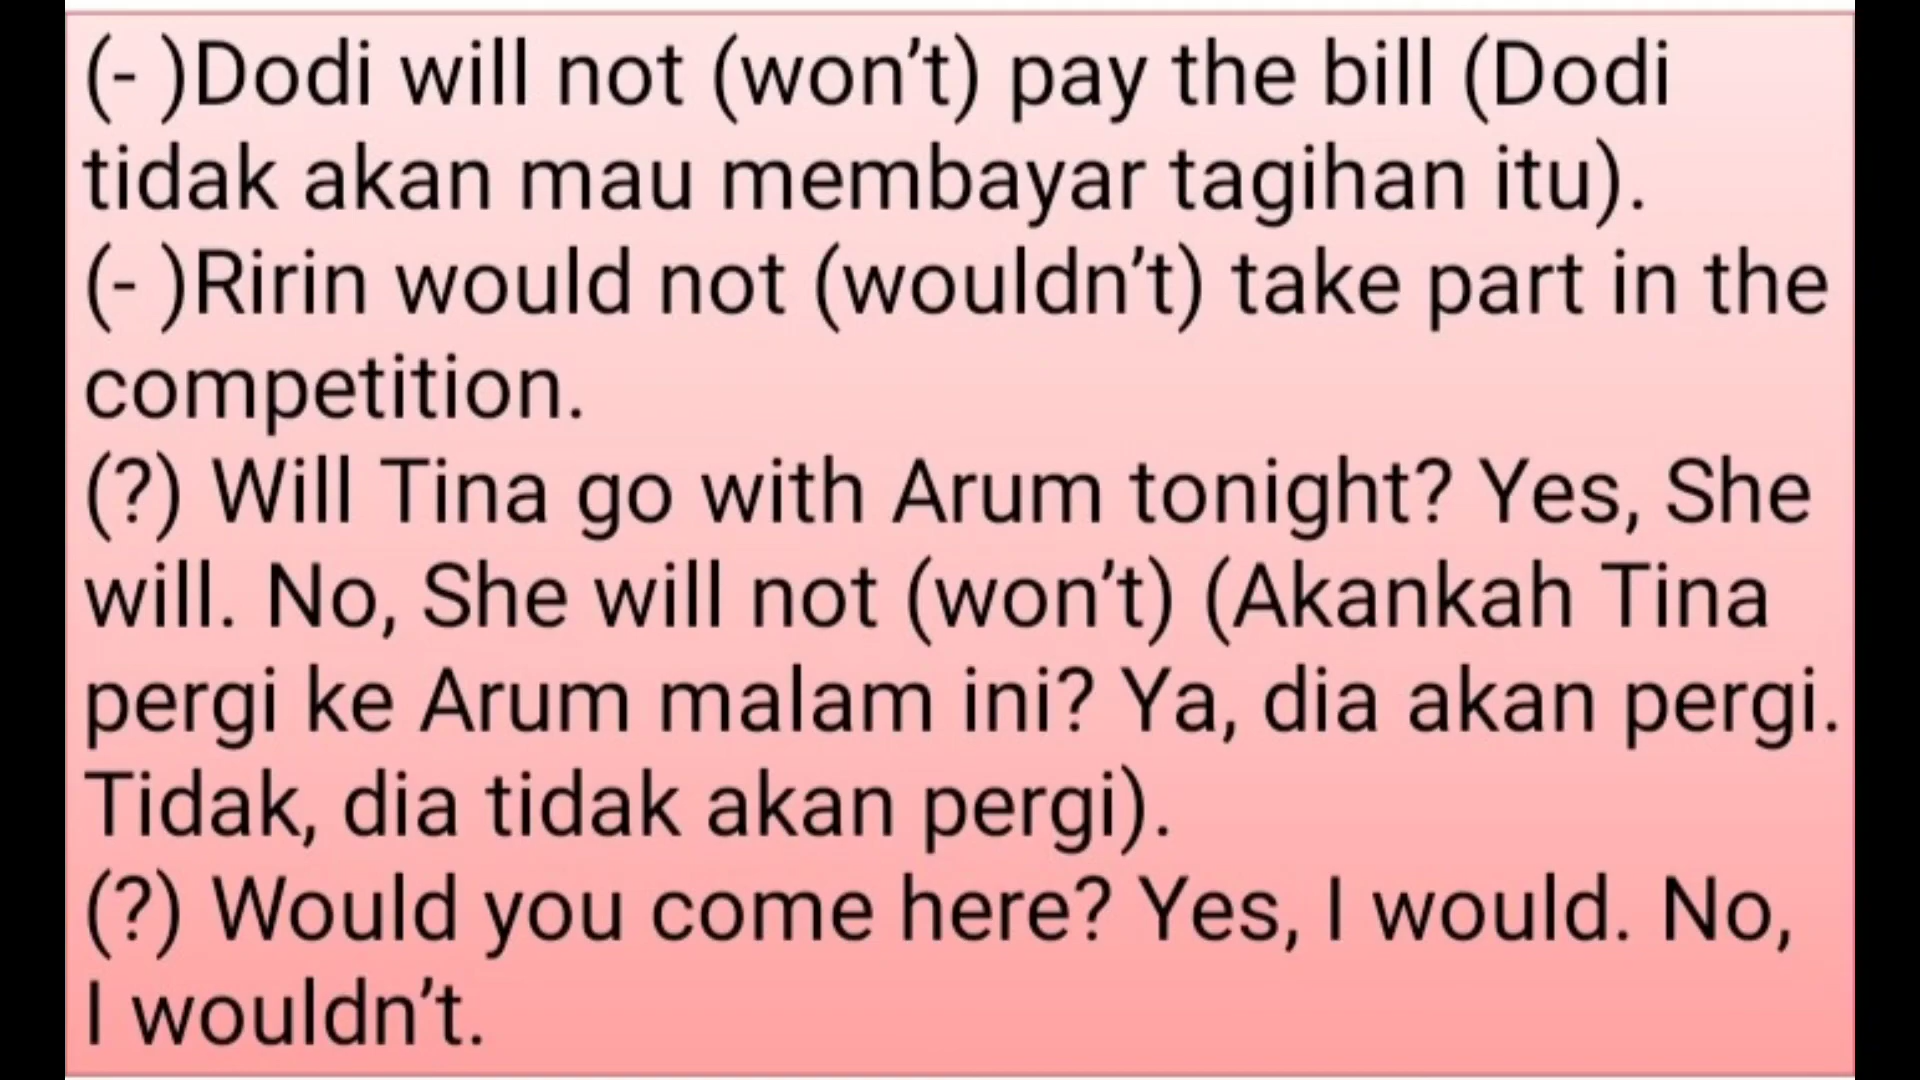 (- )Dodi will not (won’t) pay the bill (Dodi
tidak akan mau membayar tagihan itu).
(- )Ririn would not (wouldn’t) take part in the
competition.
(?) Will Tina go with Arum tonight? Yes, She
will. No, She will not (won’t) (Akankah Tina
pergi ke Arum malam ini? Ya, dia akan pergi.
Tidak, dia tidak akan pergi).
(?) Would you come here? Yes, I would. No,
I wouldn’t.